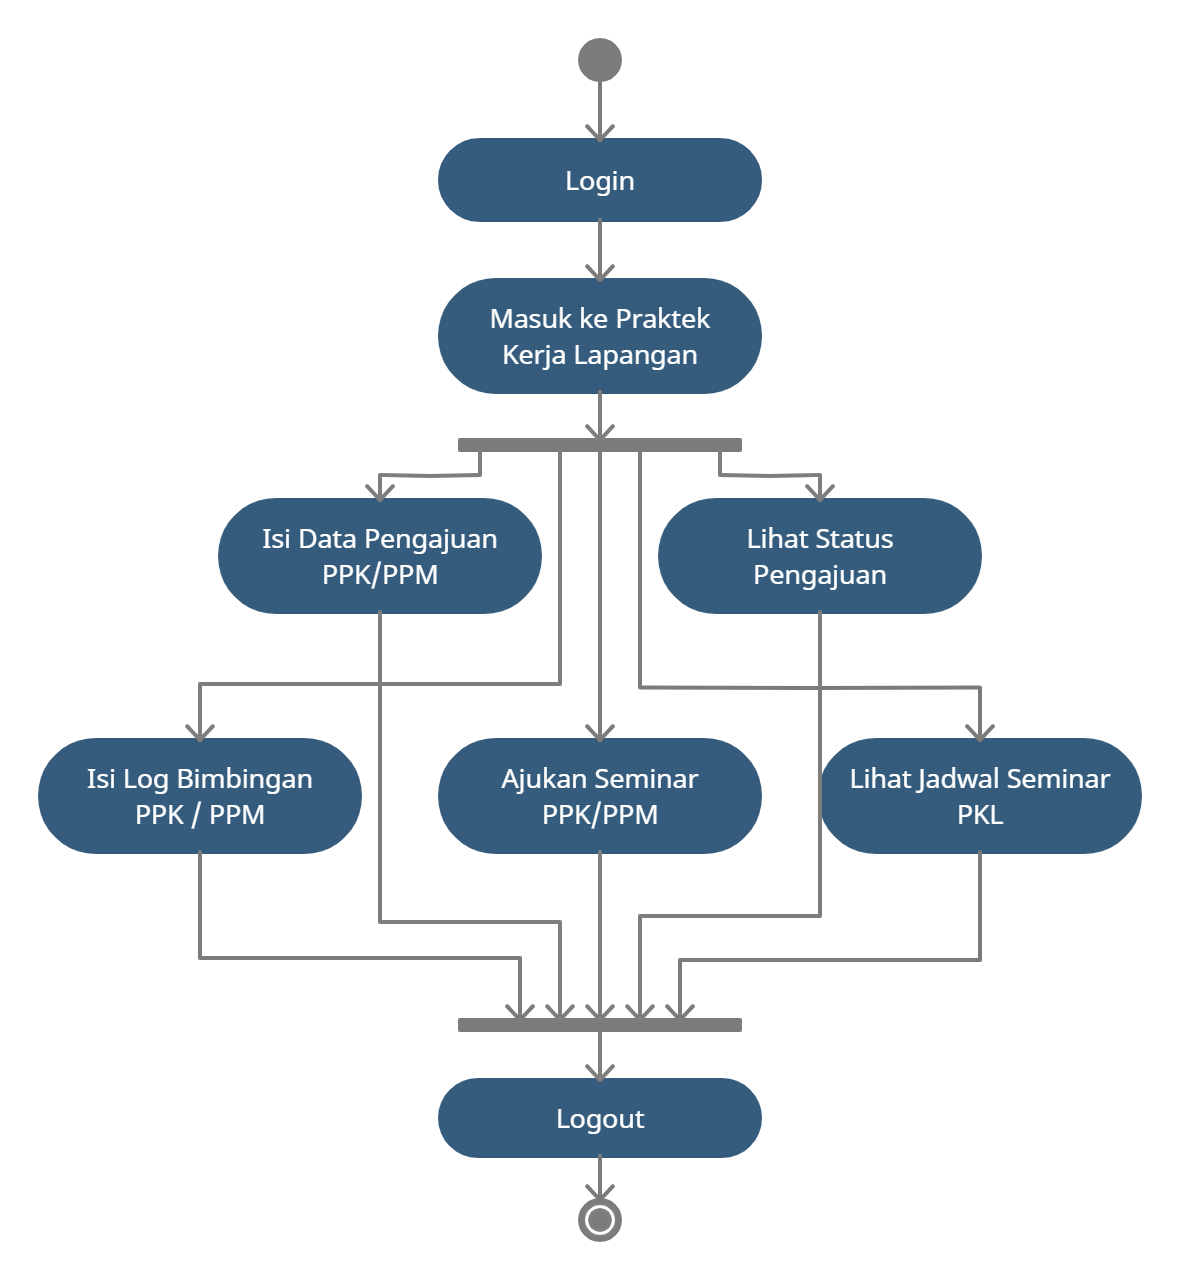 Login
Masuk ke Praktek
Kerja Lapangan
Isi Data Pengajuan
PPK/PPM
Lihat Status
Pengajuan
Isi Log Bimbingan
PPK / PPM
Ajukan Seminar
PPK/PPM
Lihat Jadwal Seminar
PKL
Logout